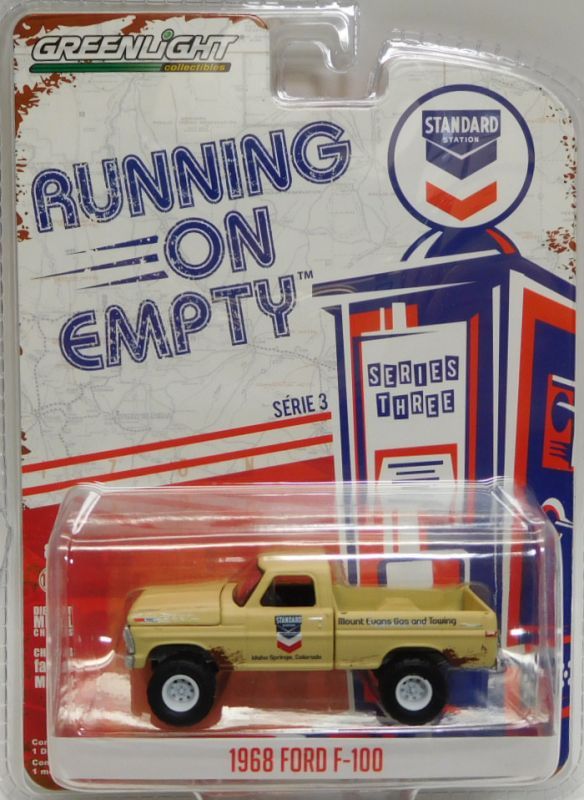 GREENLIGHT
collectibles
STANDARD
STATION
RUNNING
ON
EMPTY™
SERIES
THREE
SÉRIE 3
STANDARD
STATION
Mount Evans Gas and Towing
Idaho Springs, Colorado
1968 FORD F-100